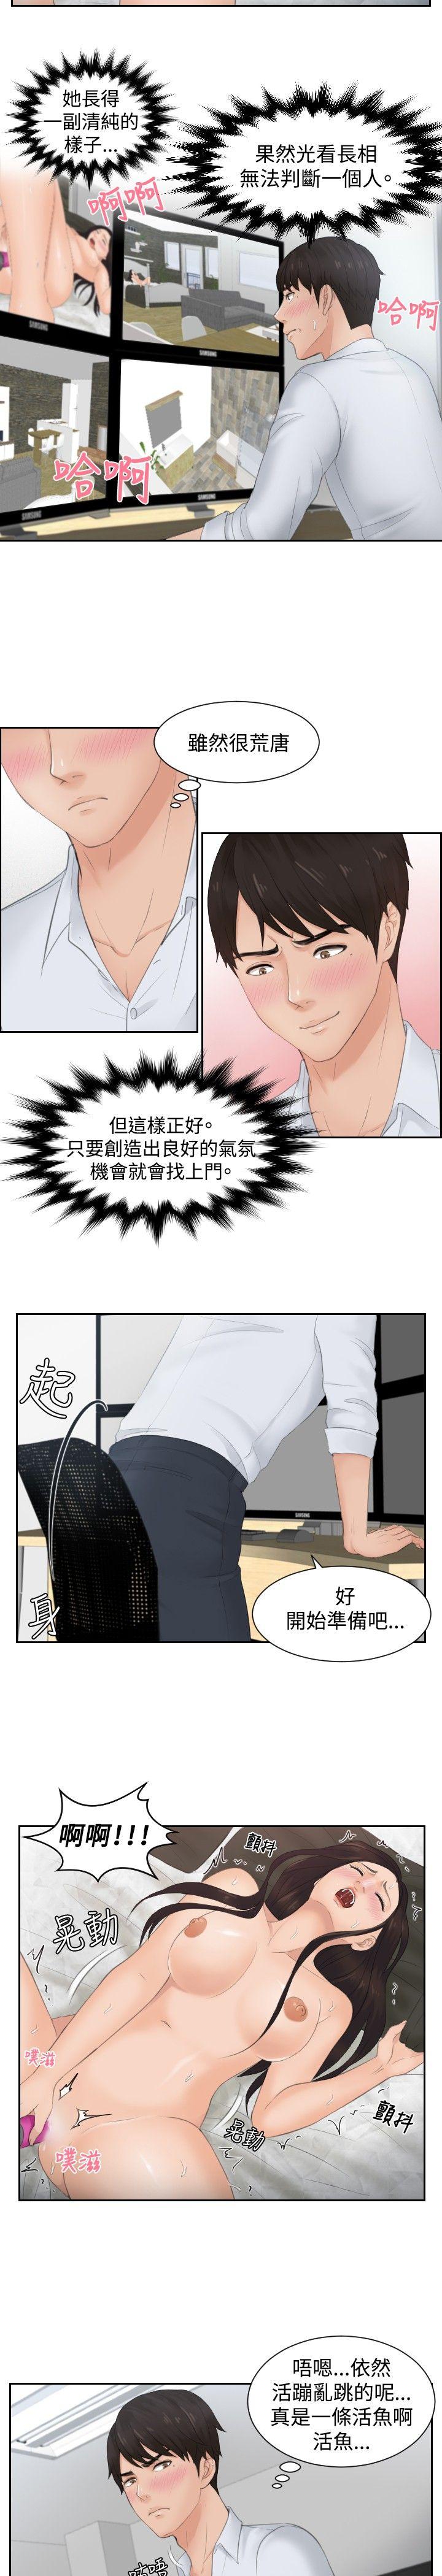 她長得
一副清純的
樣子...
果然光看長相
無法判斷一個人。
啊啊
哈啊
哈啊
SAMSUNG
SAMSUNG
SAMSUNG
SAMSUNG
雖然很荒唐
但這樣正好。
只要創造出良好的氣氛
機會就會找上門。
起
身
好
開始準備吧...
啊啊!!!
顫抖
晃動
噗滋
噗滋
晃動
顫抖
唔嗯...依然
活蹦亂跳的呢...
真是一條活魚啊
活魚...